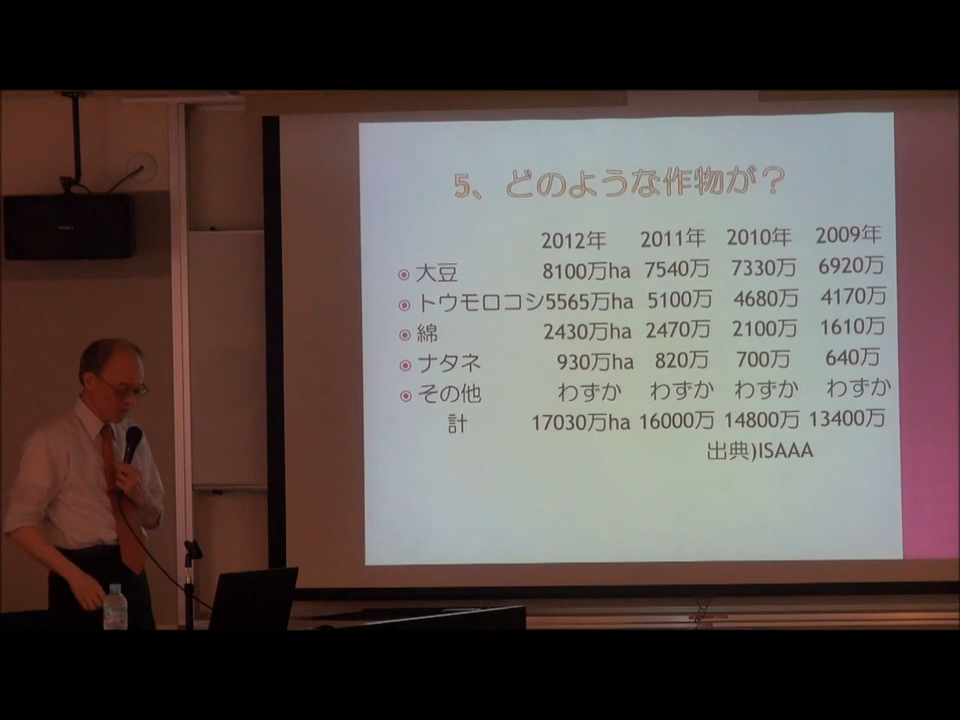 5、どのような作物が？
2012年 2011年 2010年 2009年
大豆 8100万ha 7540万 7330万 6920万
トウモロコシ5565万ha 5100万 4680万 4170万
綿 2430万ha 2470万 2100万 1610万
ナタネ 930万ha 820万 700万 640万
その他 わずか わずか わずか わずか
計 17030万ha 16000万 14800万 13400万
出典)ISAAA